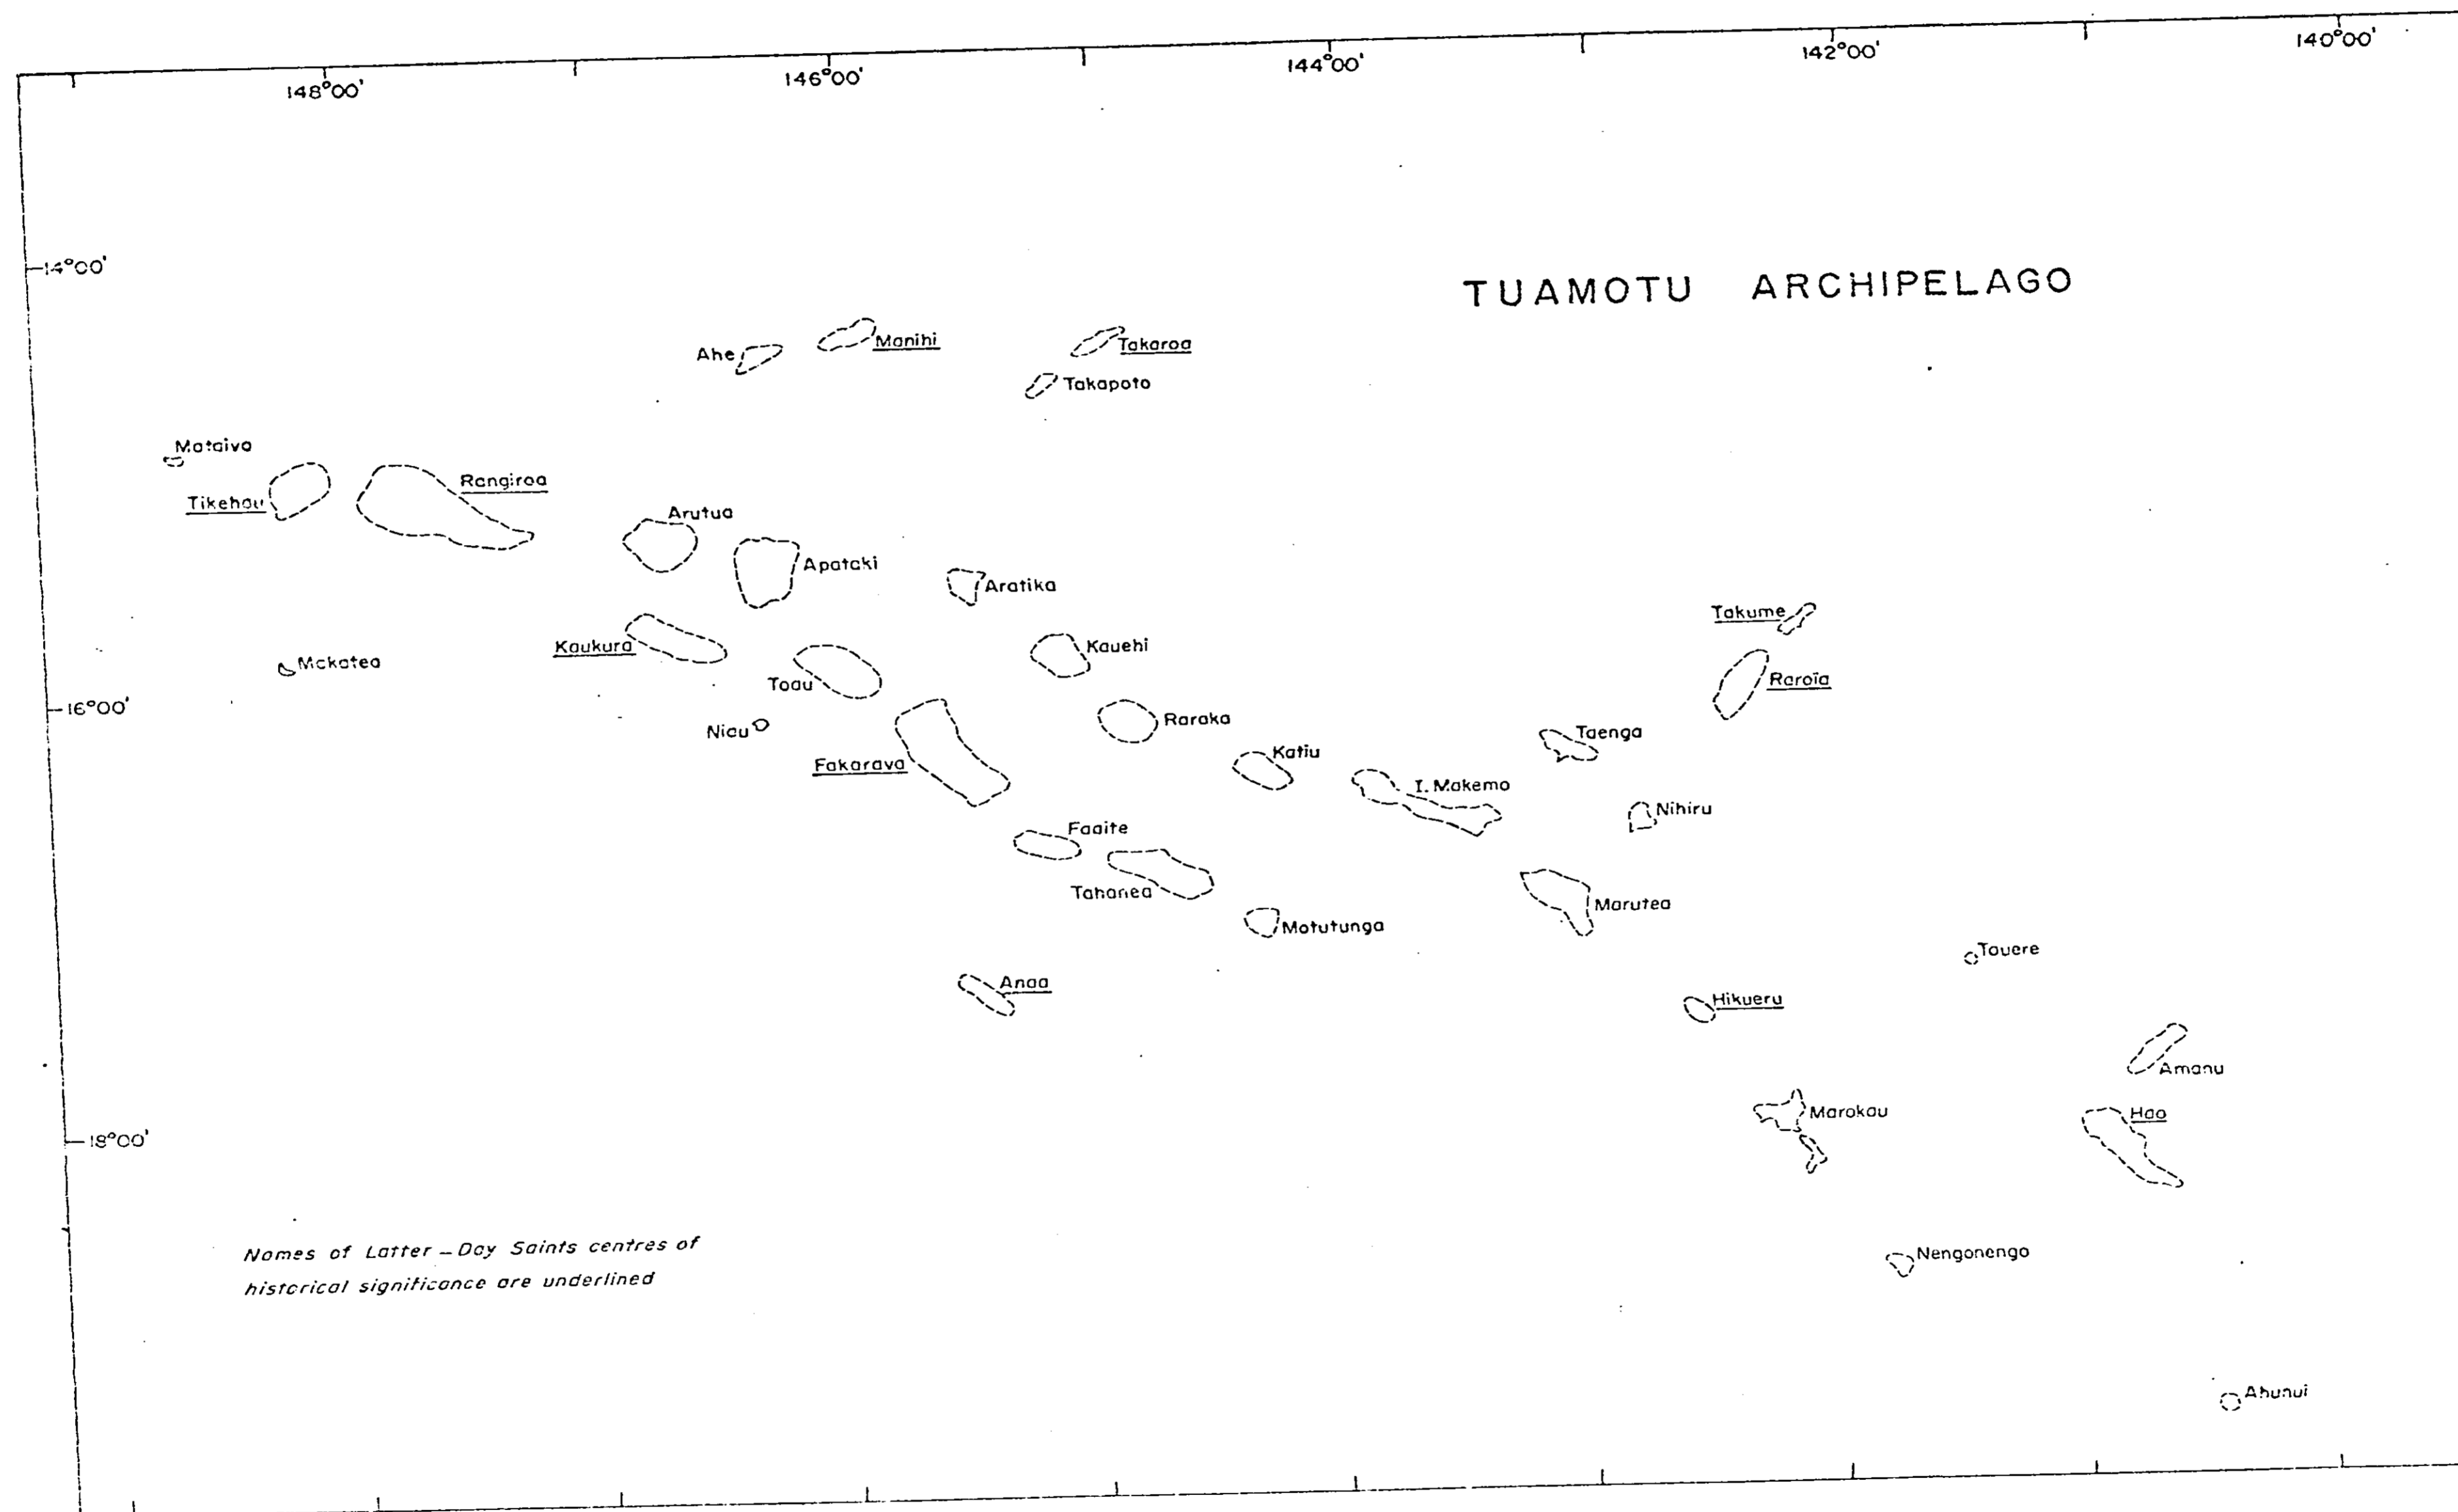 148°00'
146°00'
144°00'
142°00'
140°00'
14°00'
TUAMOTU ARCHIPELAGO
Ahe
Manihi
Takaroa
Takapoto
Mataiva
Tikehau
Rangiroa
Arutua
Apataki
Aratika
Takume
Kaukura
Kauehi
Makatea
Toau
Raroïa
16°00'
Niau
Raraka
Taenga
Fakarava
Katiu
I. Makemo
Nihiru
Faaite
Tahanea
Marutea
Motutunga
Tauere
Anaa
Hikueru
Amanu
Marokau
Hao
18°00'
Names of Latter-Day Saints centres of
historical significance are underlined
Nengonengo
Ahunui